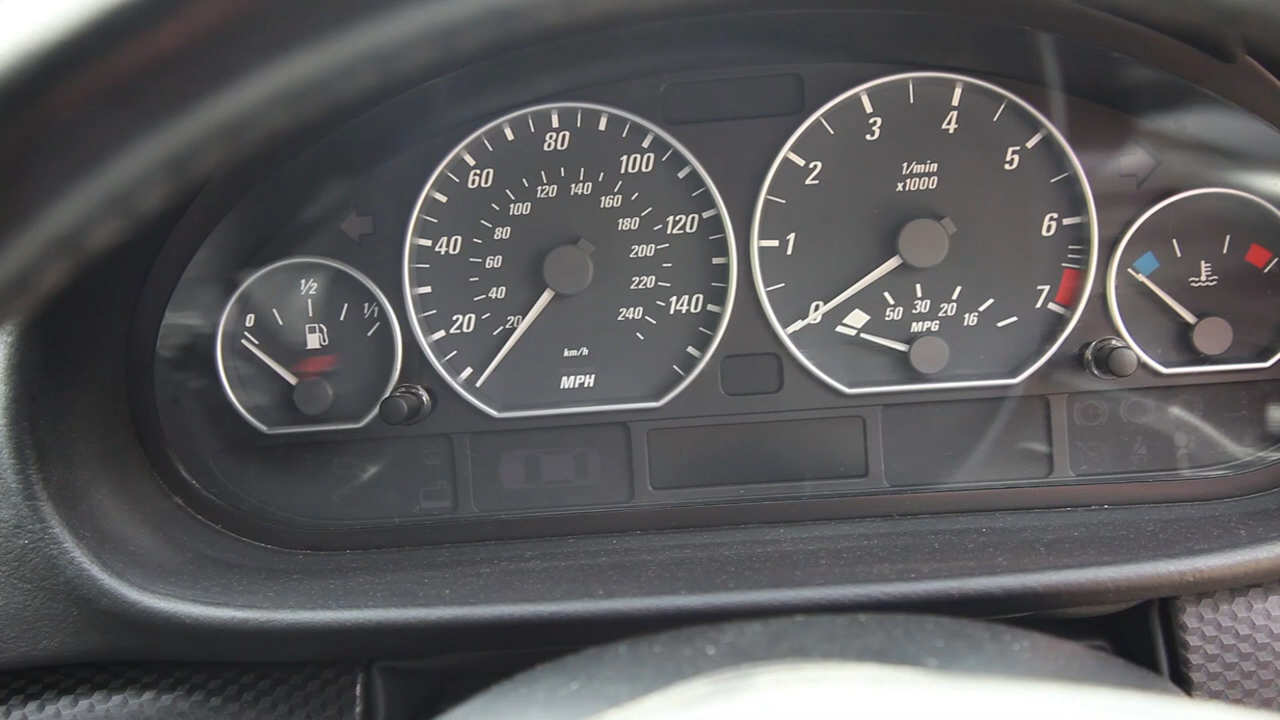 0 1/2 1/1
20 40 60 80 100 120 140
20 40 60 80 100 120 140 160 180 200 220 240
km/h
MPH
0 1 2 3 4 5 6 7
1/min
x1000
50 30 20 16
MPG